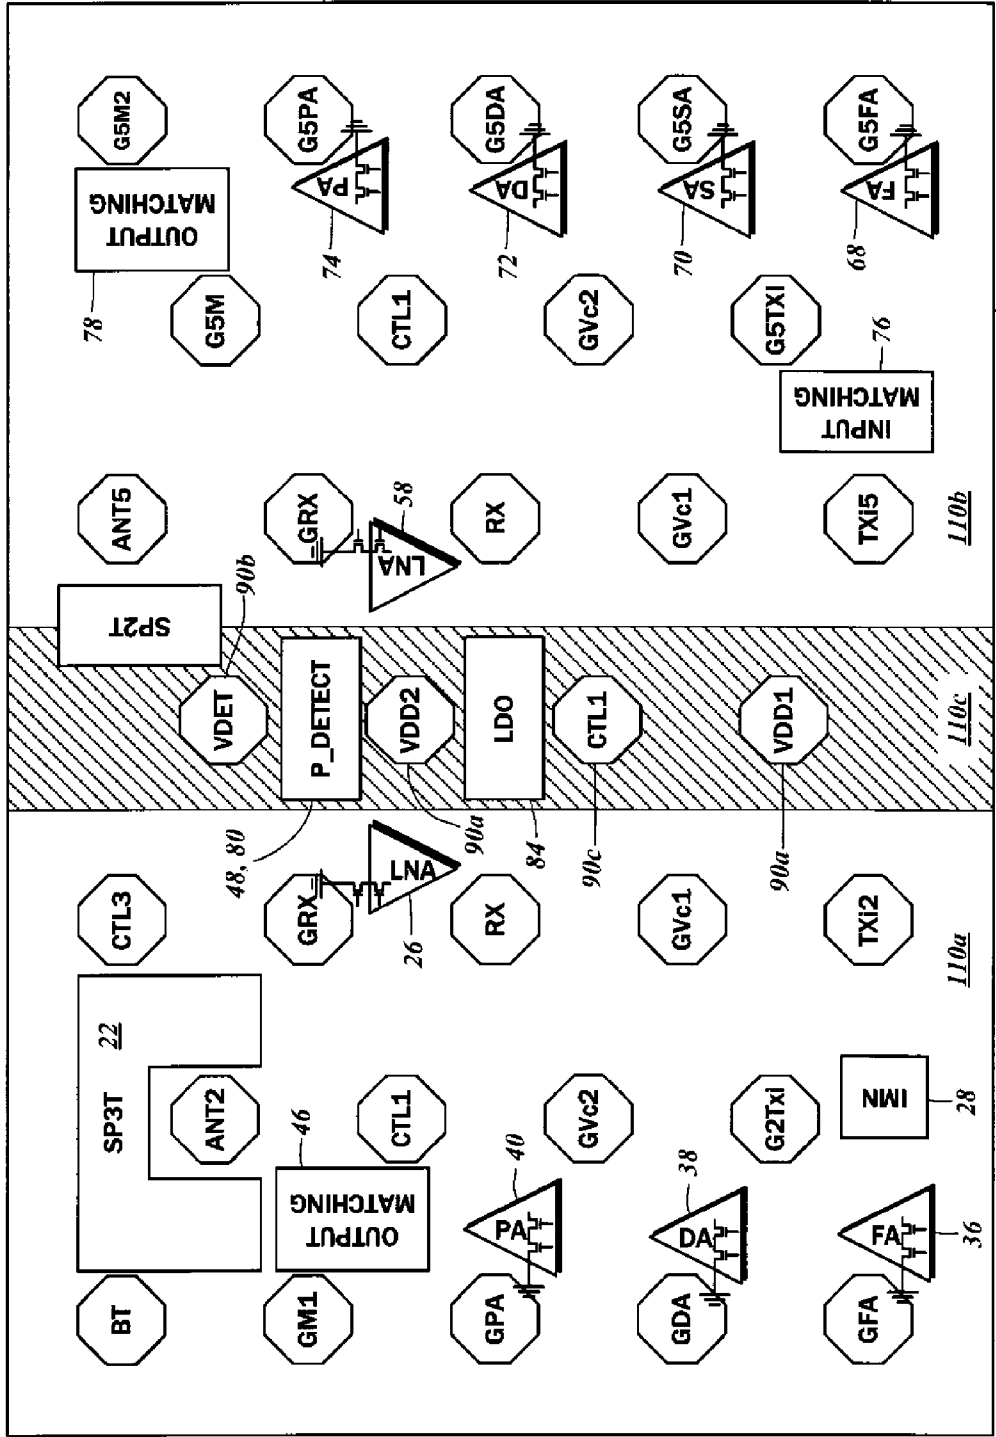 G5M2
G5PA
G5DA
G5SA
G5FA
OUTPUT
MATCHING
PA
DA
SA
FA
78
74
72
70
68
G5M
CTL1
GVc2
G5TXI
76
INPUT
MATCHING
ANT5
GRX
58
LNA
RX
GVc1
TXi5
110b
SP2T
90b
VDET
P_DETECT
VDD2
LDO
CTL1
VDD1
110c
48, 80
90a
84
90c
90a
CTL3
GRX
LNA
26
RX
GVc1
TXi2
110a
22
SP3T
ANT2
46
CTL1
GVc2
G2Txi
IMN
28
OUTPUT
MATCHING
40
PA
38
DA
FA
36
BT
GM1
GPA
GDA
GFA